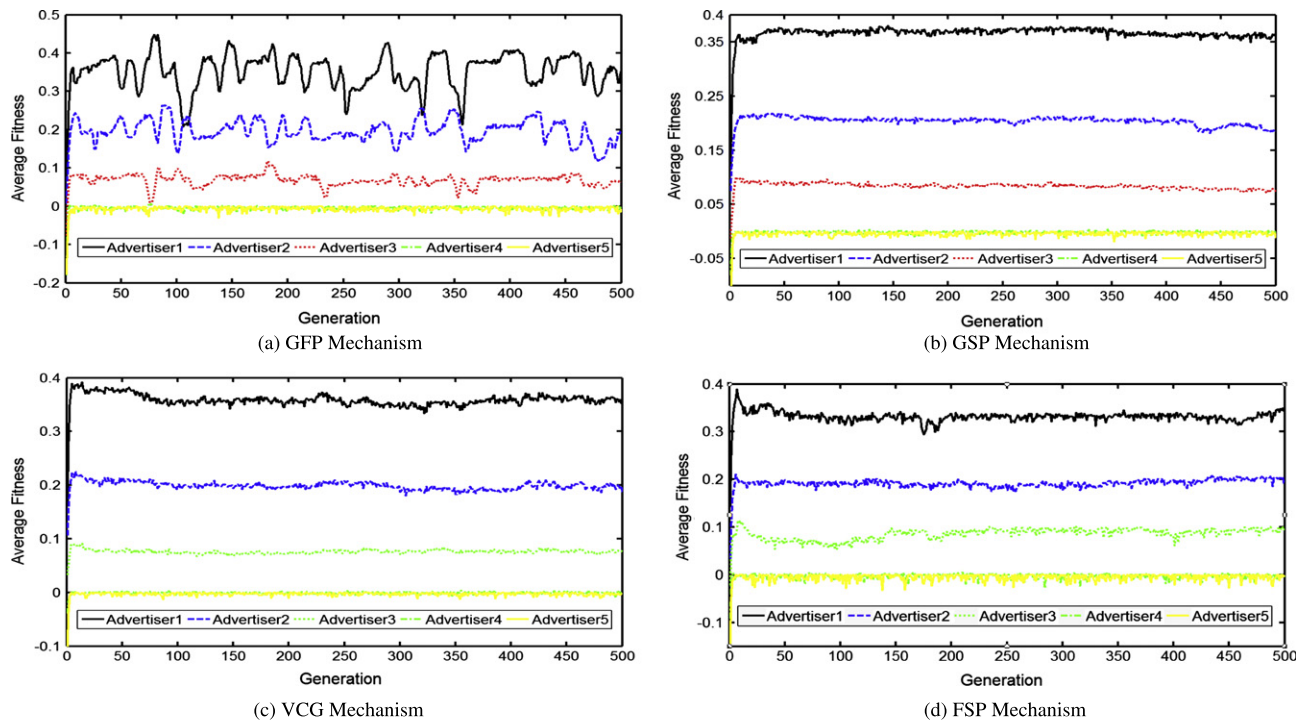 0.5
0.4
0.3
0.2
0.1
0
-0.1
-0.2
Average Fitness
Advertiser1 Advertiser2 Advertiser3 Advertiser4 Advertiser5
0 50 100 150 200 250 300 350 400 450 500
Generation
(a) GFP Mechanism
0.4
0.35
0.25
0.15
0.05
-0.05
Average Fitness
Advertiser1 Advertiser2 Advertiser3 Advertiser4 Advertiser5
0 50 100 150 200 250 300 350 400 450 500
Generation
(b) GSP Mechanism
0.4
0.3
0.2
0.1
0
-0.1
Average Fitness
Advertiser1 Advertiser2 Advertiser3 Advertiser4 Advertiser5
0 50 100 150 200 250 300 350 400 450 500
Generation
(c) VCG Mechanism
0.4
0.3
0.2
0.1
0
-0.1
Average Fitness
Advertiser1 Advertiser2 Advertiser3 Advertiser4 Advertiser5
0 50 100 150 200 250 300 350 400 450 500
Generation
(d) FSP Mechanism